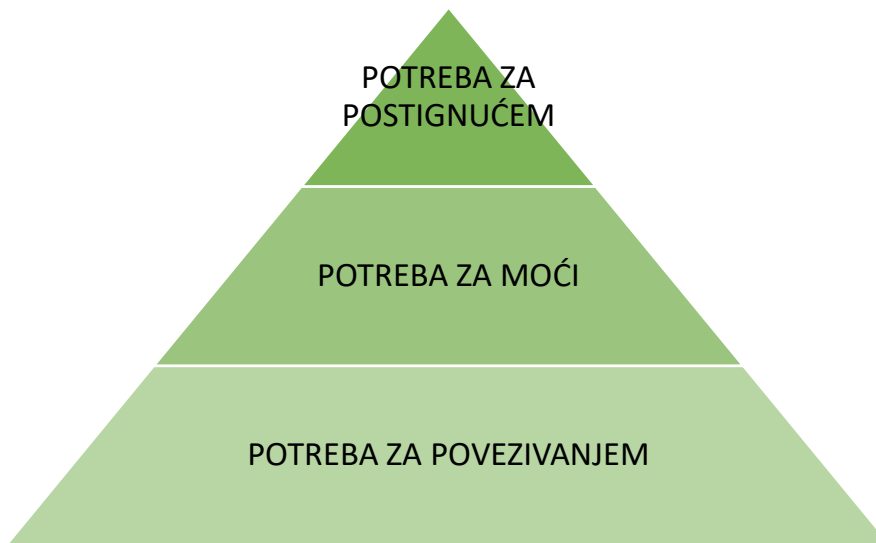 POTREBA ZA
POSTIGNUĆEM
POTREBA ZA MOĆI
POTREBA ZA POVEZIVANJEM